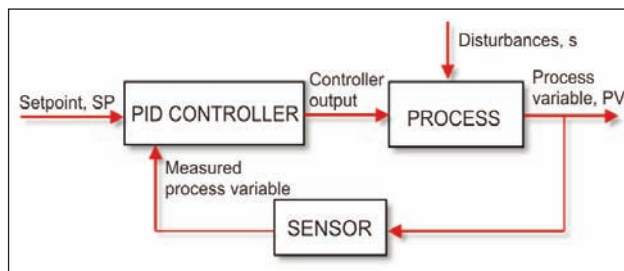 Disturbances, s
Setpoint, SP
PID CONTROLLER
Controller
output
PROCESS
Process
variable, PV
Measured
process variable
SENSOR